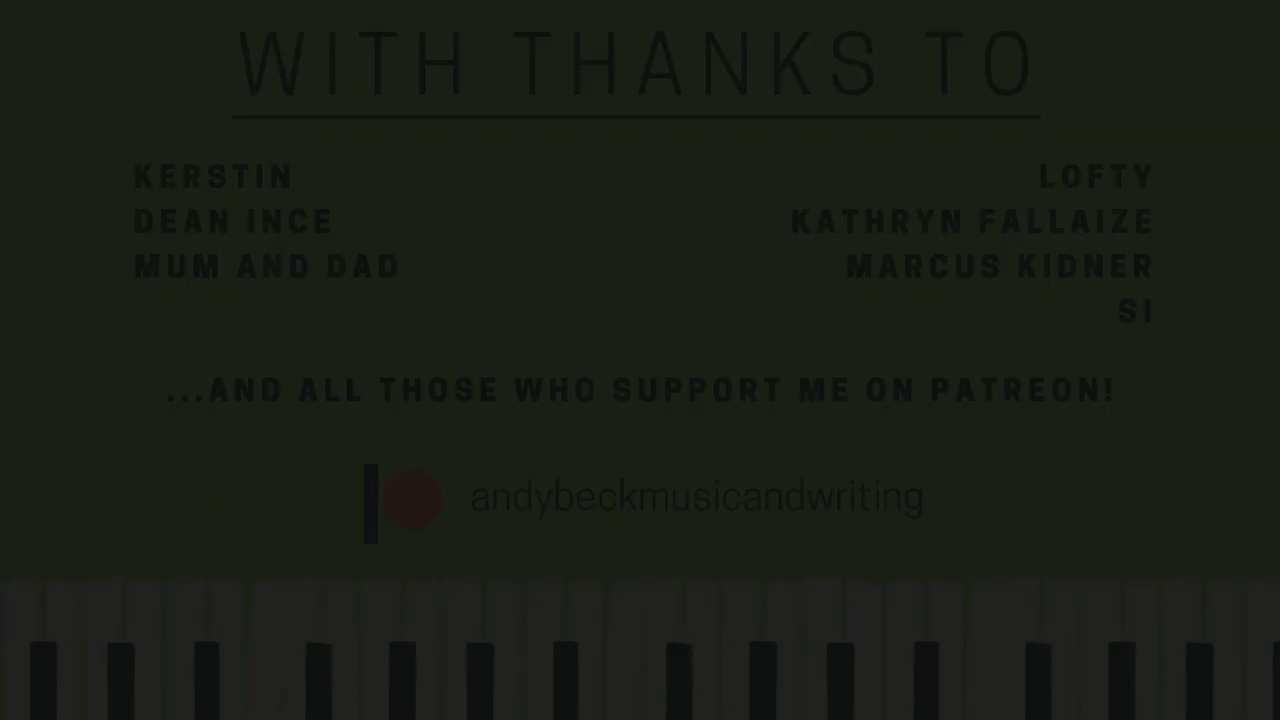 WITH THANKS TO
KERSTIN
DEAN INCE
MUM AND DAD
LOFTY
KATHRYN FALLAIZE
MARCUS KIDNER
SI
...AND ALL THOSE WHO SUPPORT ME ON PATREON!
andybeckmusicandwriting